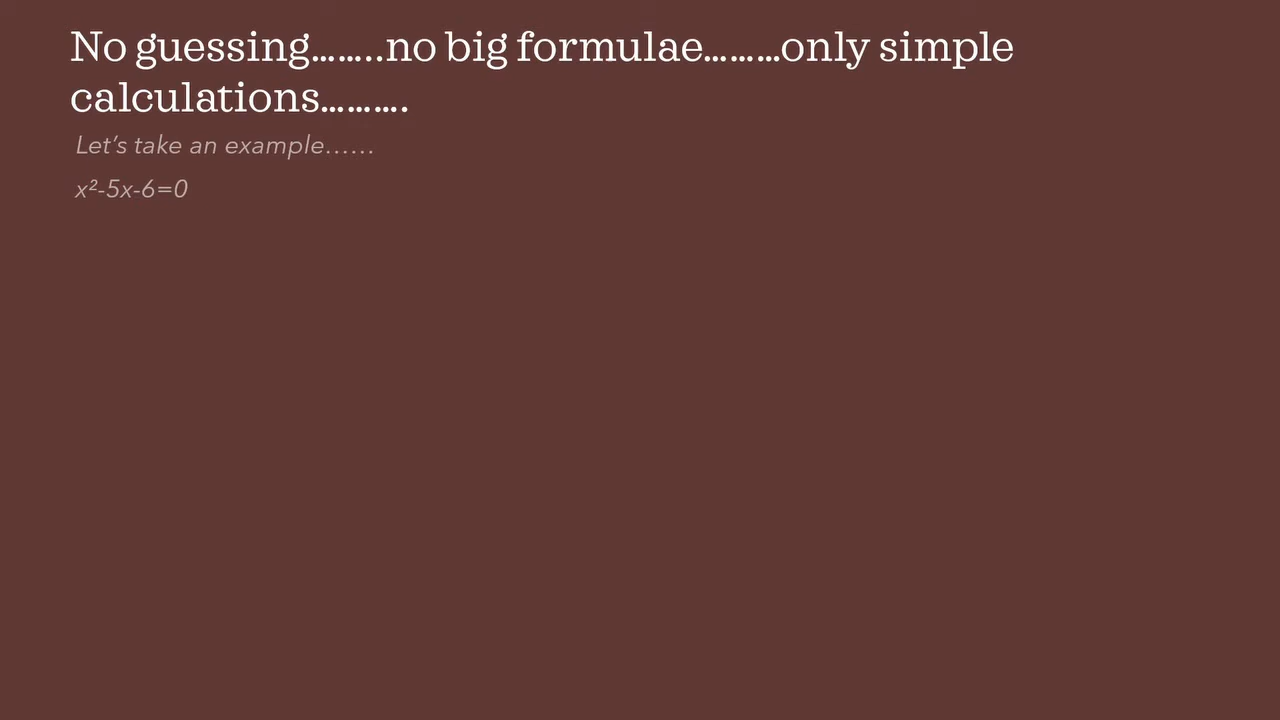 No guessing……..no big formulae………only simple
calculations……….
Let’s take an example……
x²-5x-6=0